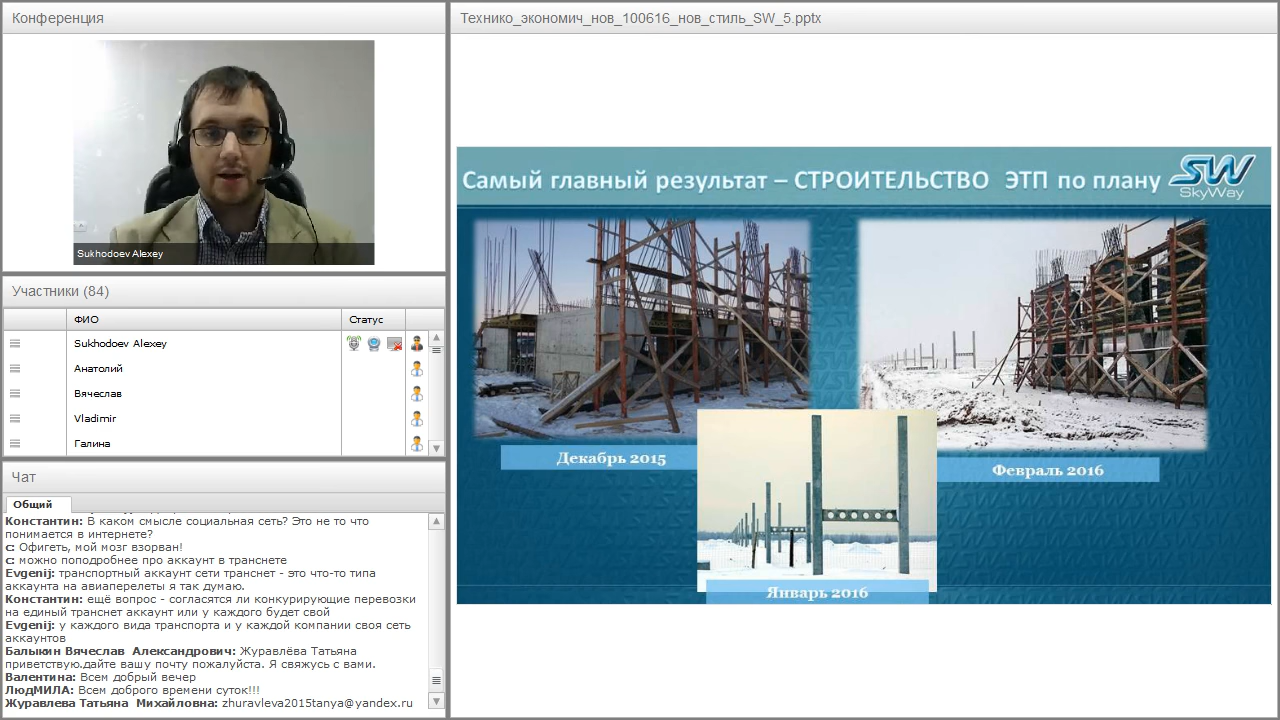 Конференция
Sukhodoev Alexey
Участники (84)
ФИО
Статус
Sukhodoev Alexey
Анатолий
Вячеслав
Vladimir
Галина
Чат
Общий
Константин: В каком смысле социальная сеть? Это не то что
понимается в интернете?
с: Офигеть, мой мозг взорван!
с: можно поподробнее про аккаунт в транснете
Evgenij: транспортный аккаунт сети транснет - это что-то типа
аккаунта на авиаперелеты я так думаю.
Константин: ещё вопрос - согласятся ли конкурирующие перевозки
на единый транснет аккаунт или у каждого будет свой
Evgenij: у каждого вида транспорта и у каждой компании своя сеть
аккаунтов
Балыкин Вячеслав Александрович: Журавлёва Татьяна
приветствую.дайте вашу почту пожалуйста. Я свяжусь с вами.
Валентина: Всем добрый вечер
ЛюдМИЛА: Всем доброго времени суток!!!
Журавлева Татьяна Михайловна: zhuravleva2015tanya@yandex.ru
Технико_экономич_нов_100616_нов_стиль_SW_5.pptx
Самый главный результат – СТРОИТЕЛЬСТВО ЭТП по плану
SW
SkyWay
Декабрь 2015
Февраль 2016
Январь 2016